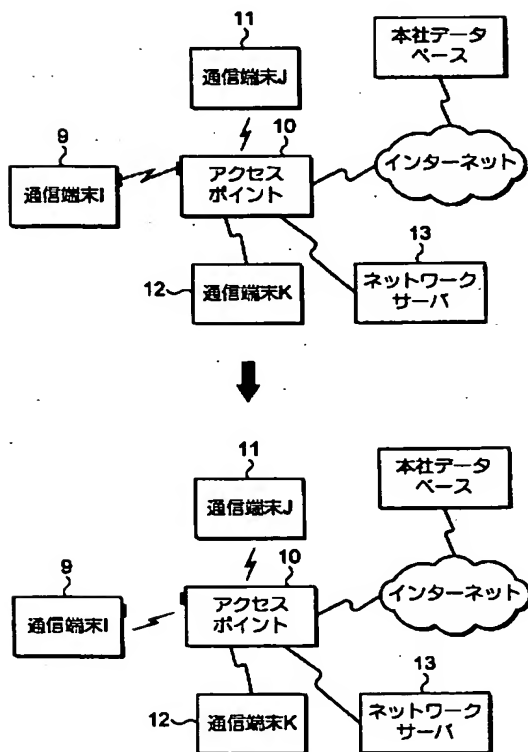 11
本社データ
ベース
通信端末J
9
10
通信端末I
アクセス
ポイント
インターネット
13
12
通信端末K
ネットワーク
サーバ
11
本社データ
ベース
通信端末J
9
10
通信端末I
アクセス
ポイント
インターネット
13
12
通信端末K
ネットワーク
サーバ